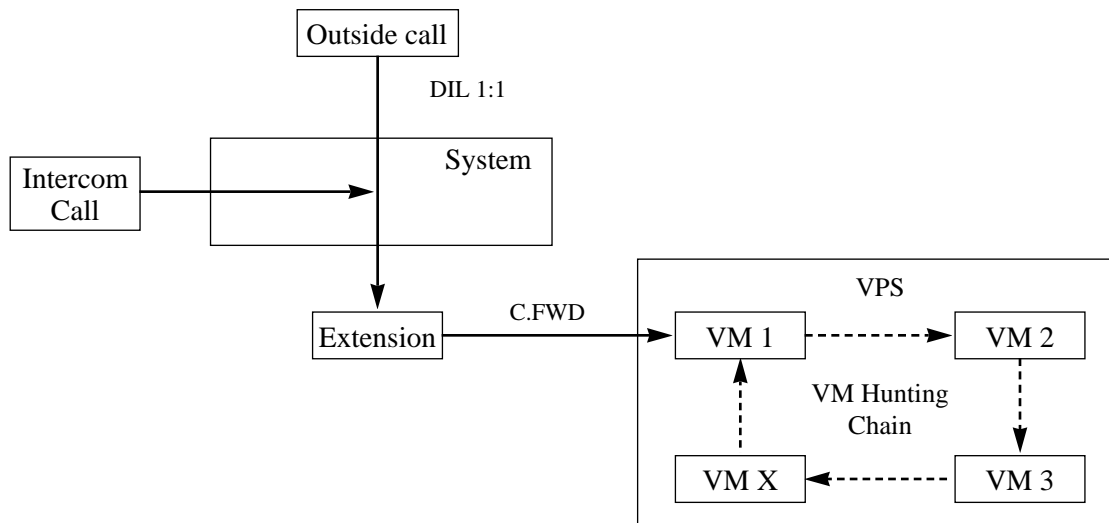 Outside call
DIL 1:1
System
Intercom
Call
VPS
C.FWD
Extension
VM 1
VM 2
VM Hunting
Chain
VM X
VM 3